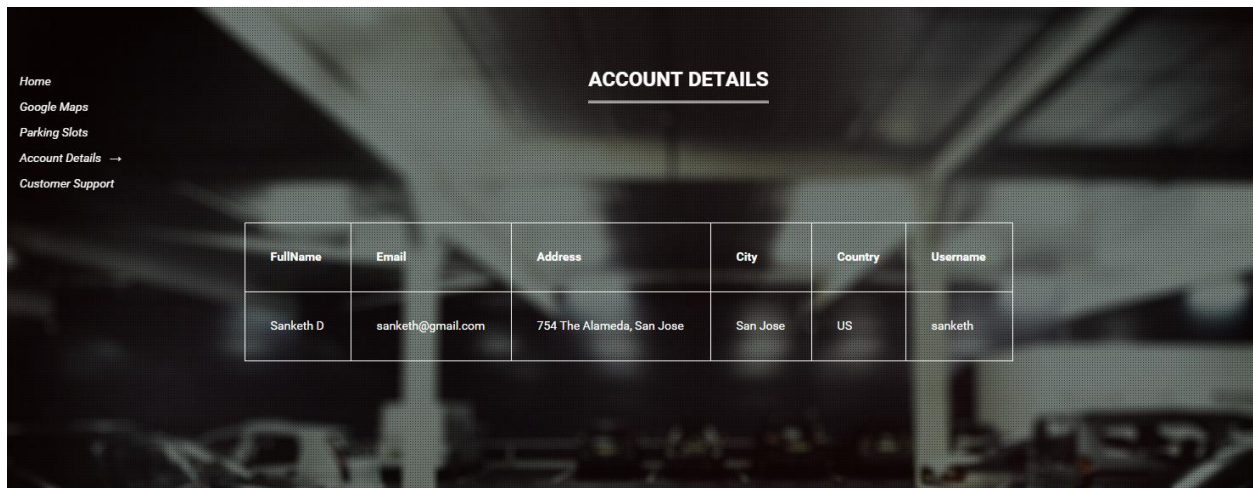 Home
Google Maps
Parking Slots
Account Details →
Customer Support
ACCOUNT DETAILS
FullName Email Address City Country Username
Sanketh D sanketh@gmail.com 754 The Alameda, San Jose San Jose US sanketh